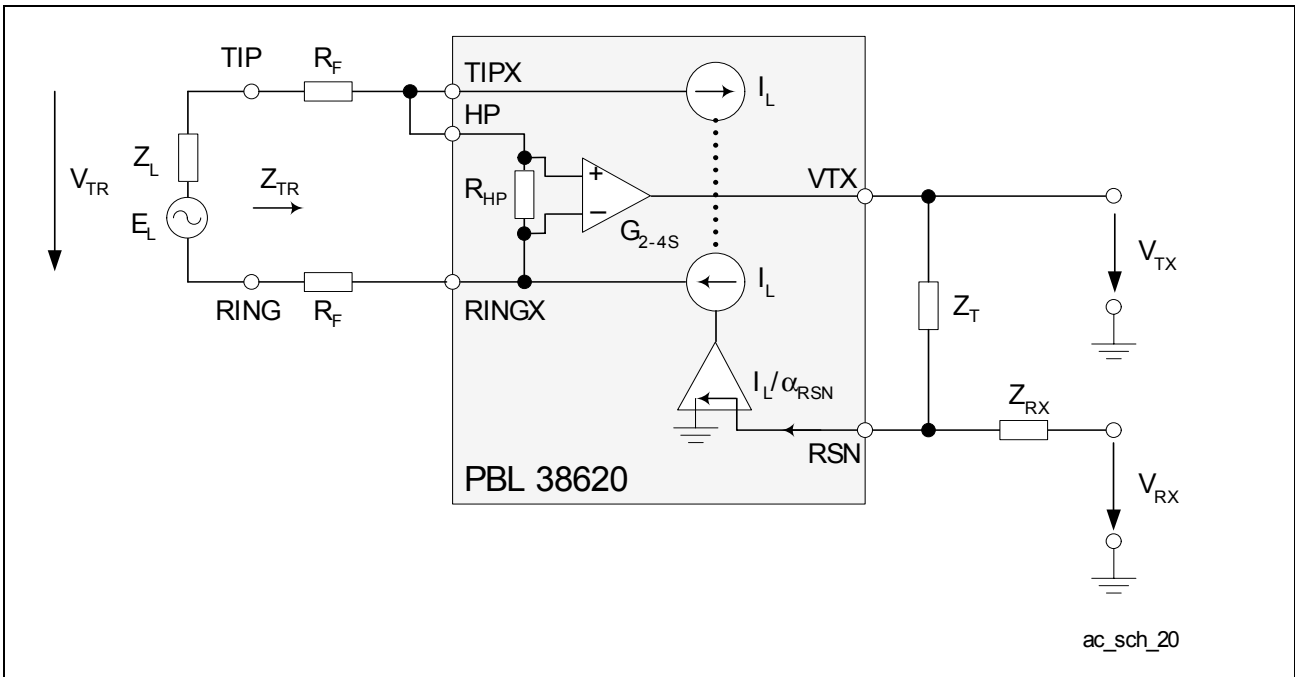 TIP
R_F
TIPX
I_L
HP
Z_L
V_TR
Z_TR
R_HP
+
−
VTX
E_L
G_2-4S
V_TX
I_L
RING
R_F
RINGX
Z_T
I_L/α_RSN
Z_RX
RSN
PBL 38620
V_RX
ac_sch_20